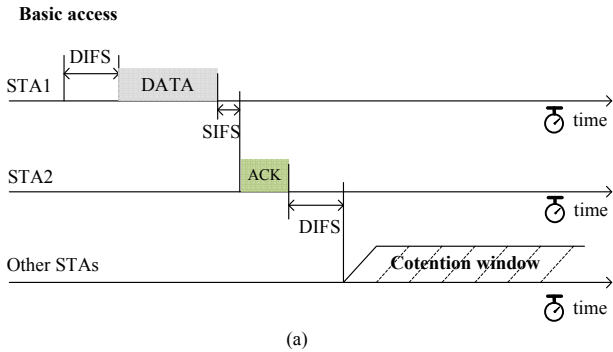 Basic access
DIFS
STA1
DATA
SIFS
time
STA2
ACK
DIFS
time
Other STAs
Cotention window
time
(a)